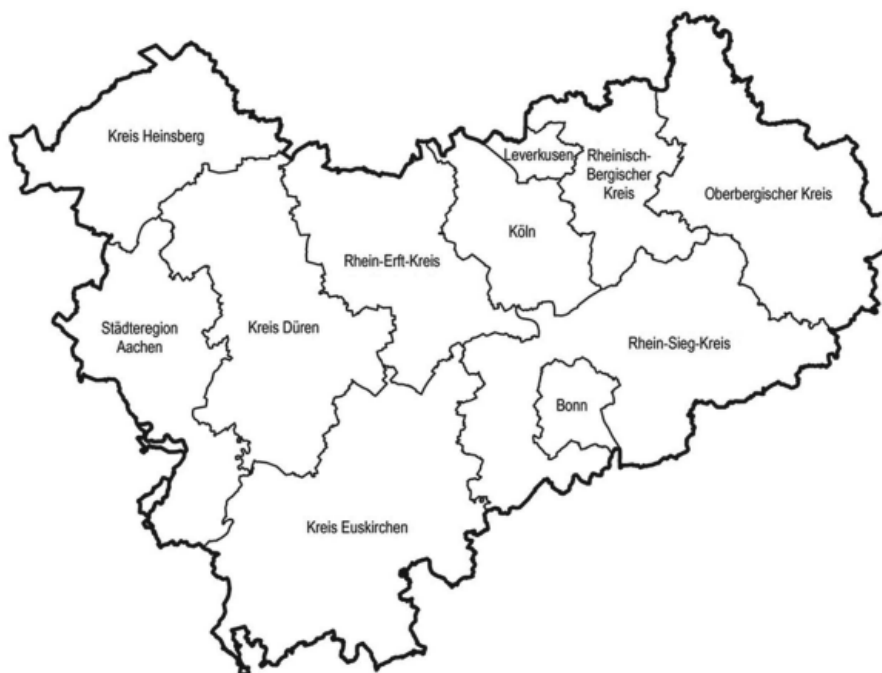 Kreis Heinsberg
Leverkusen
Rheinisch-
Bergischer
Kreis
Oberbergischer Kreis
Köln
Rhein-Erft-Kreis
Städteregion
Aachen
Kreis Düren
Rhein-Sieg-Kreis
Bonn
Kreis Euskirchen